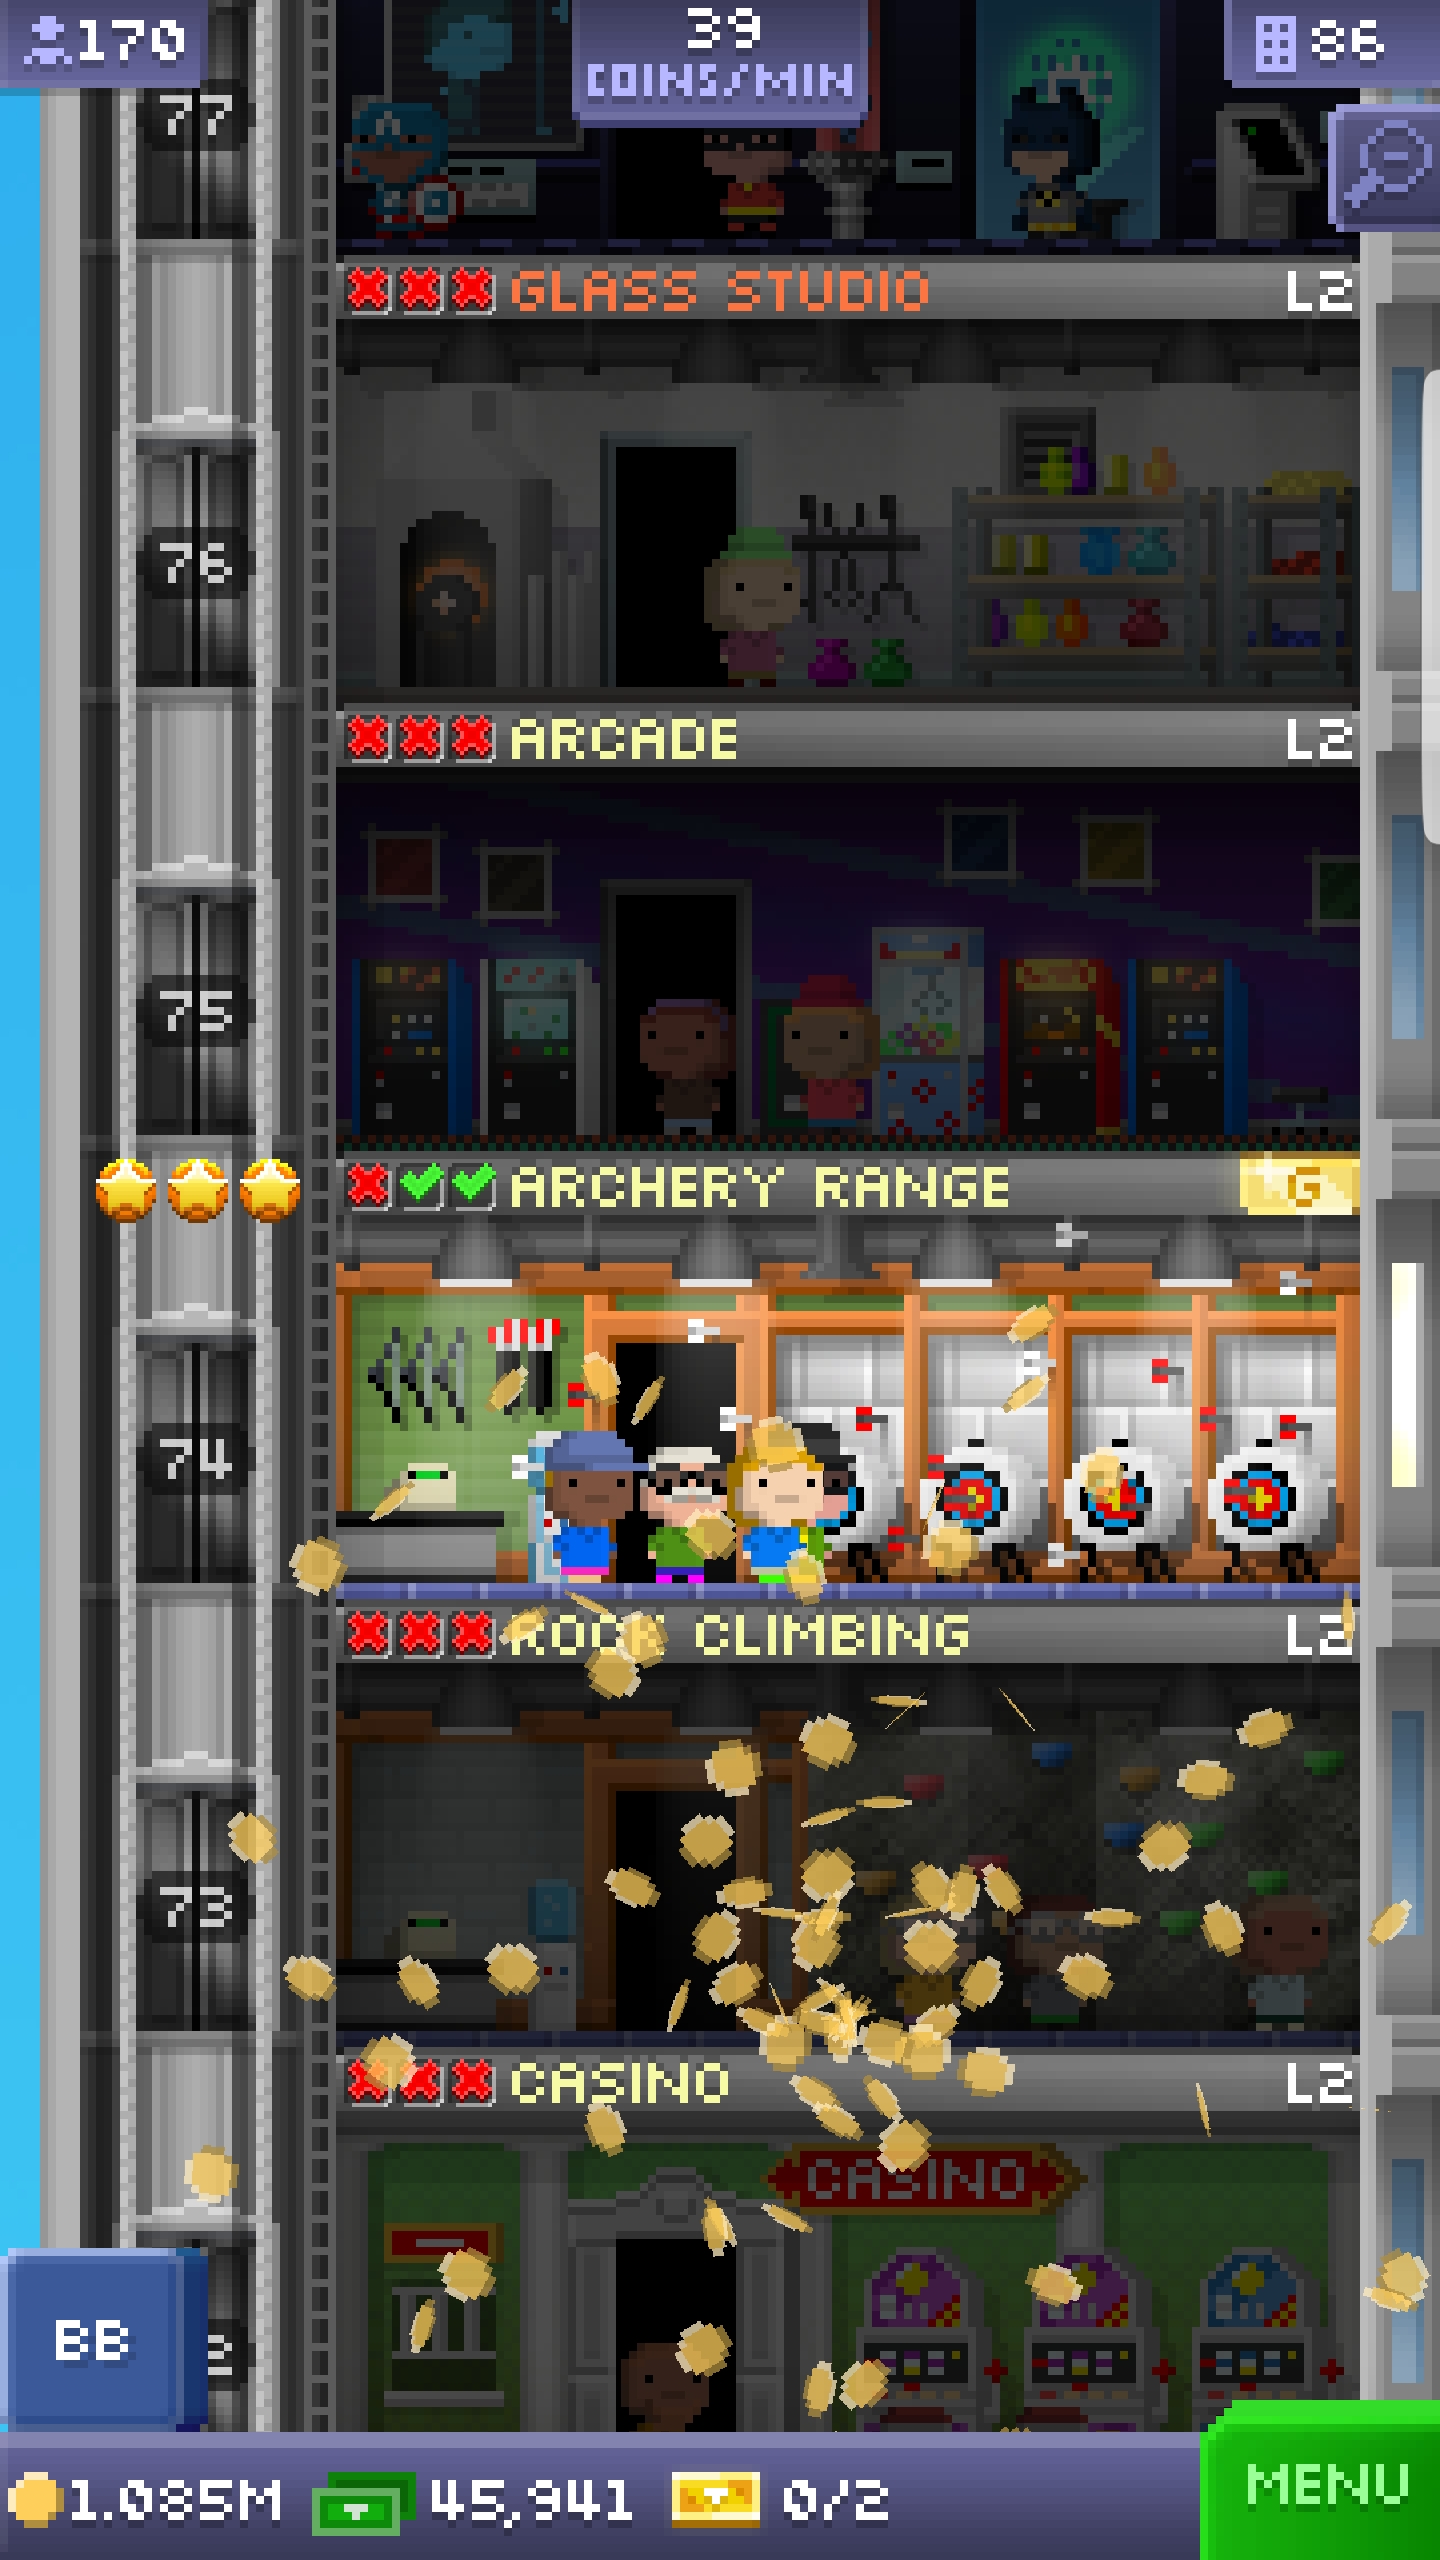 170
39
COINS/MIN
86
77
GLASS STUDIO L2
76
ARCADE L2
75
ARCHERY RANGE G
74
ROCK CLIMBING L2
73
CASINO L2
CASINO
BB
1.085M 45,941 0/2
MENU